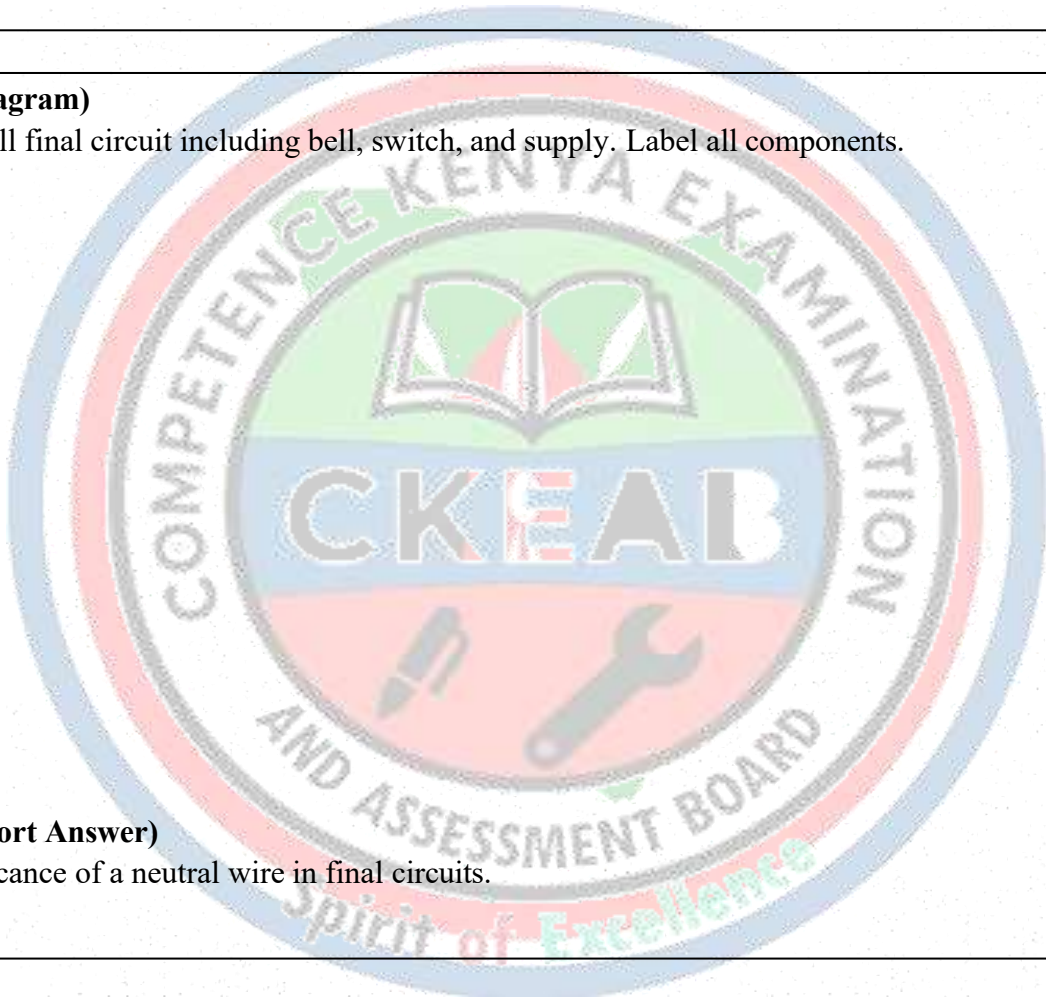 agram)
ll final circuit including bell, switch, and supply. Label all components.
COMPETENCE KENYA EXAMINATION
CKEAB
AND ASSESSMENT BOARD
Spirit of Excellence
ort Answer)
cance of a neutral wire in final circuits.